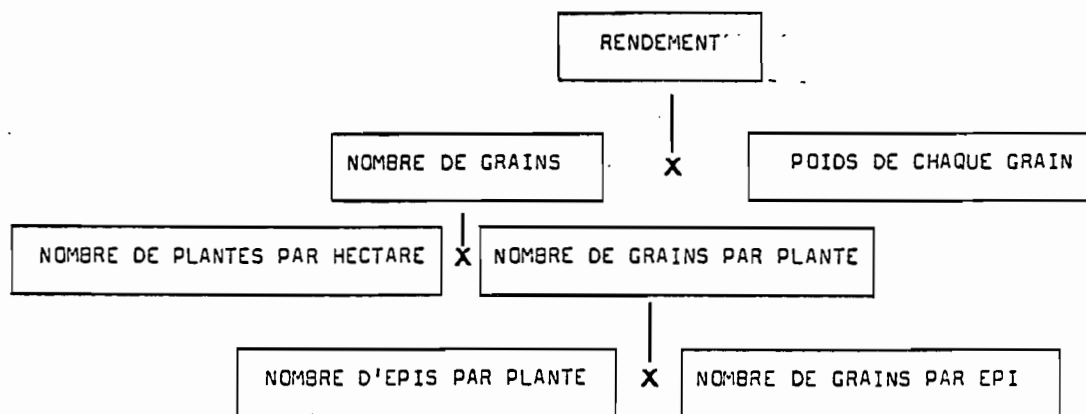 RENDEMENT
NOMBRE DE GRAINS X POIDS DE CHAQUE GRAIN
NOMBRE DE PLANTES PAR HECTARE X NOMBRE DE GRAINS PAR PLANTE
NOMBRE D'EPIS PAR PLANTE X NOMBRE DE GRAINS PAR EPI